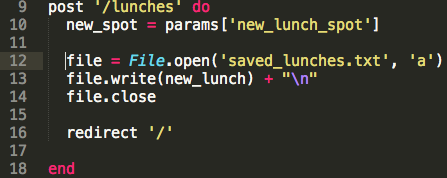 9 post '/lunches' do
10 new_spot = params['new_lunch_spot']
11
12 file = File.open('saved_lunches.txt', 'a')
13 file.write(new_lunch) + "\n"
14 file.close
15
16 redirect '/'
17
18 end